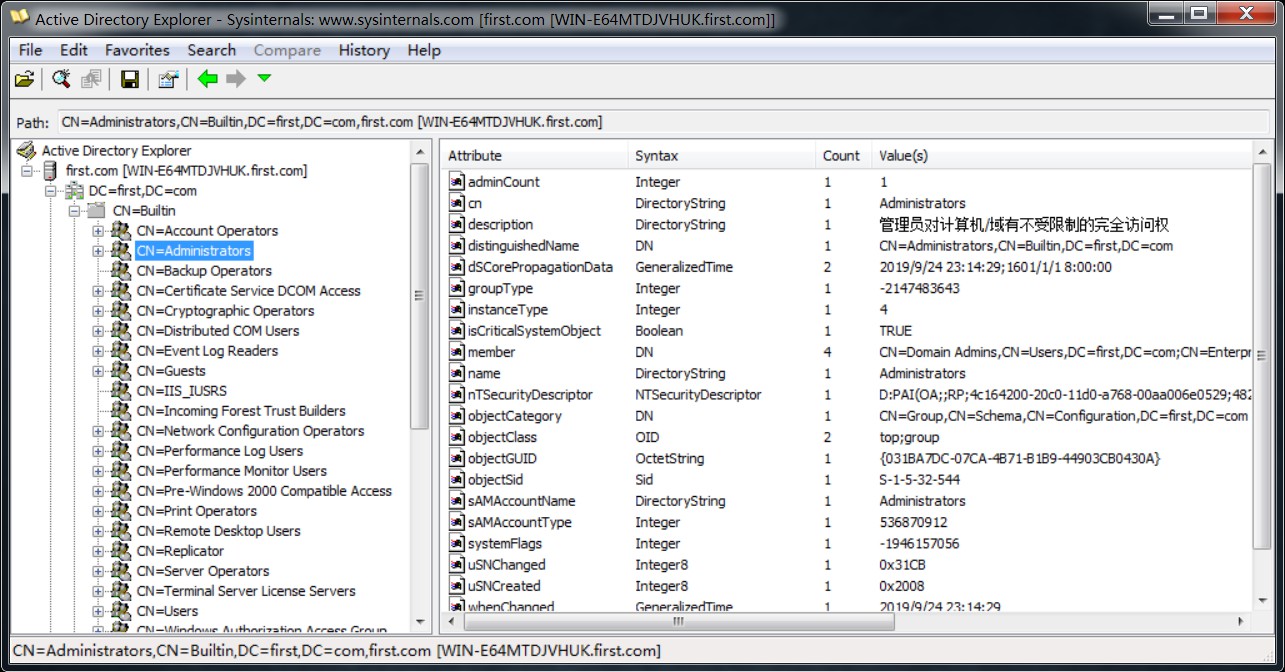 Active Directory Explorer - Sysinternals: www.sysinternals.com [first.com [WIN-E64MTDJVHUK.first.com]]
File Edit Favorites Search Compare History Help
Path: CN=Administrators,CN=Builtin,DC=first,DC=com,first.com [WIN-E64MTDJVHUK.first.com]
Active Directory Explorer
first.com [WIN-E64MTDJVHUK.first.com]
DC=first,DC=com
CN=Builtin
CN=Account Operators
CN=Administrators
CN=Backup Operators
CN=Certificate Service DCOM Access
CN=Cryptographic Operators
CN=Distributed COM Users
CN=Event Log Readers
CN=Guests
CN=IIS_IUSRS
CN=Incoming Forest Trust Builders
CN=Network Configuration Operators
CN=Performance Log Users
CN=Performance Monitor Users
CN=Pre-Windows 2000 Compatible Access
CN=Print Operators
CN=Remote Desktop Users
CN=Replicator
CN=Server Operators
CN=Terminal Server License Servers
CN=Users
CN=Windows Authorization Access Group
Attribute Syntax Count Value(s)
adminCount Integer 1 1
cn DirectoryString 1 Administrators
description DirectoryString 1 管理员对计算机/域有不受限制的完全访问权
distinguishedName DN 1 CN=Administrators,CN=Builtin,DC=first,DC=com
dSCorePropagationData GeneralizedTime 2 2019/9/24 23:14:29;1601/1/1 8:00:00
groupType Integer 1 -2147483643
instanceType Integer 1 4
isCriticalSystemObject Boolean 1 TRUE
member DN 4 CN=Domain Admins,CN=Users,DC=first,DC=com;CN=Enterpr
name DirectoryString 1 Administrators
nTSecurityDescriptor NTSecurityDescriptor 1 D:PAI(OA;;RP;4c164200-20c0-11d0-a768-00aa006e0529;482
objectCategory DN 1 CN=Group,CN=Schema,CN=Configuration,DC=first,DC=com
objectClass OID 2 top;group
objectGUID OctetString 1 {031BA7DC-07CA-4B71-B1B9-44903CB0430A}
objectSid Sid 1 S-1-5-32-544
sAMAccountName DirectoryString 1 Administrators
sAMAccountType Integer 1 536870912
systemFlags Integer 1 -1946157056
uSNChanged Integer8 1 0x31CB
uSNCreated Integer8 1 0x2008
whenChanged GeneralizedTime 1 2019/9/24 23:14:29
CN=Administrators,CN=Builtin,DC=first,DC=com,first.com [WIN-E64MTDJVHUK.first.com]